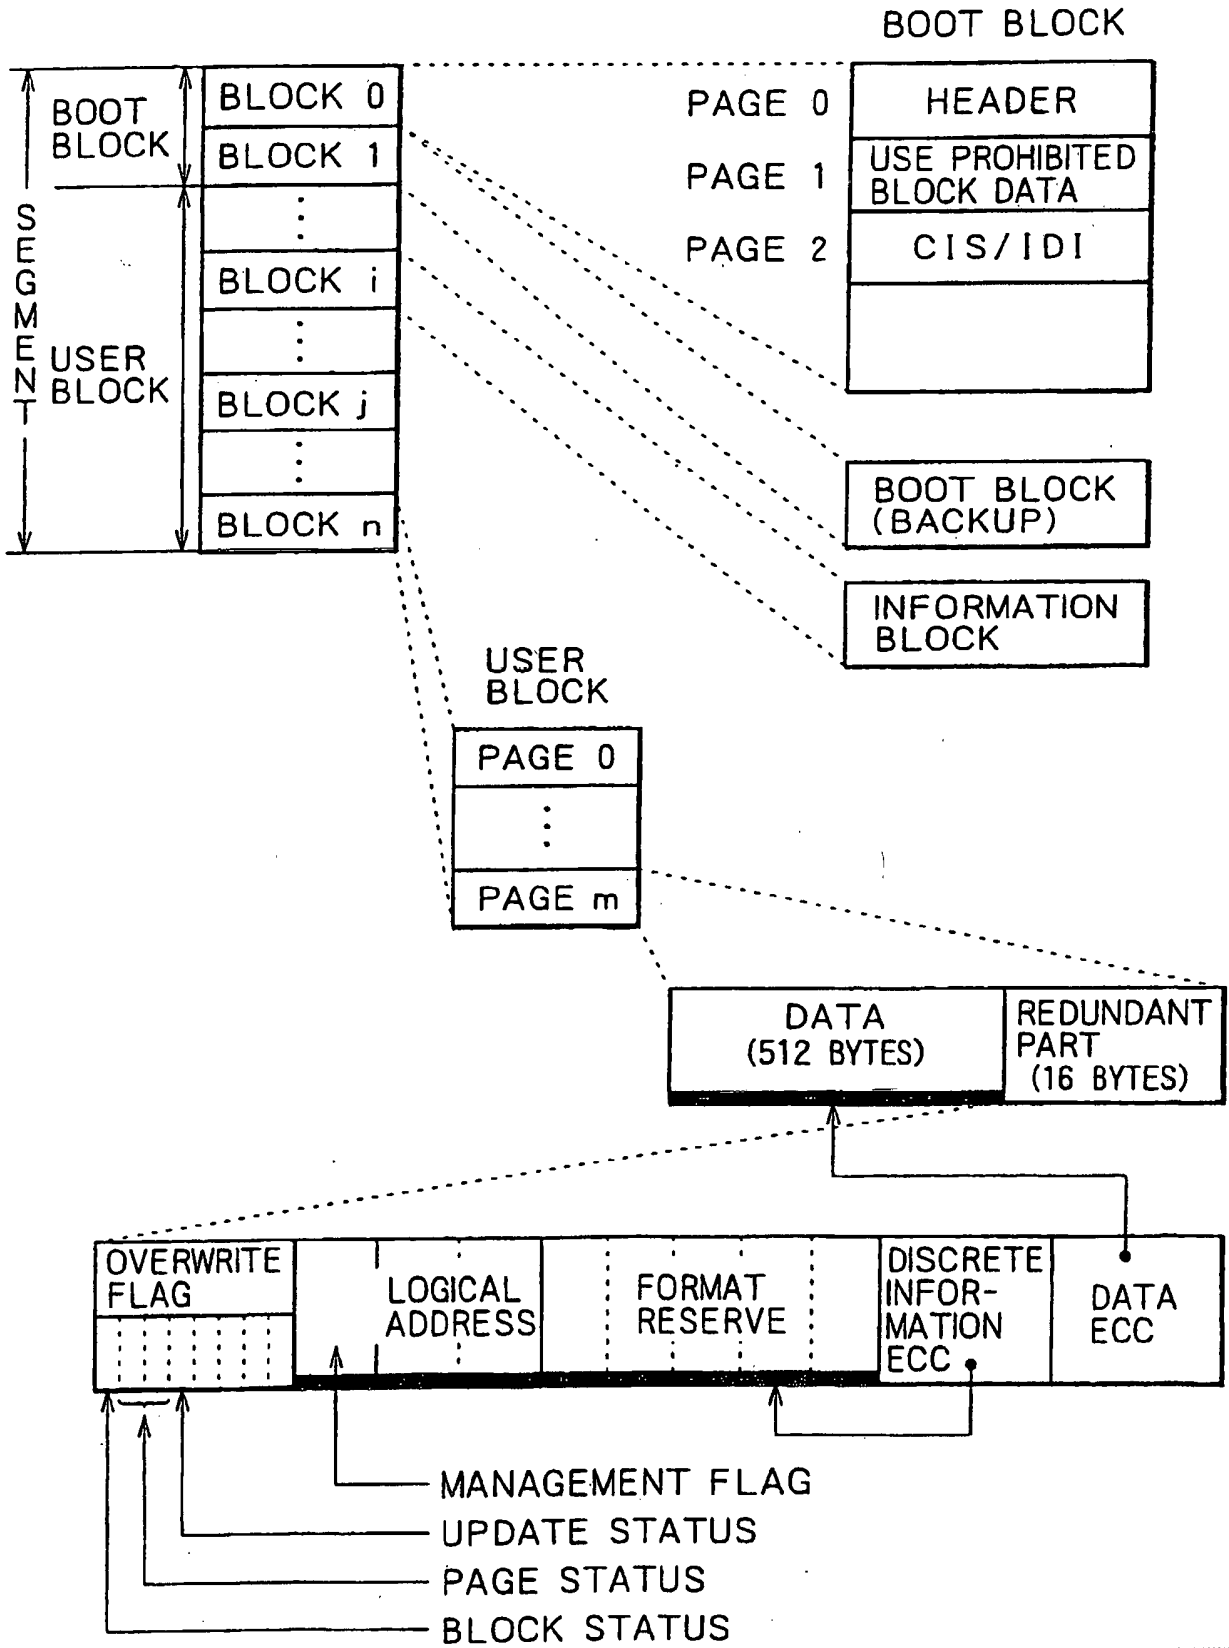 BOOT BLOCK
SEGMENT
BOOT
BLOCK
USER
BLOCK
BLOCK 0
BLOCK 1
BLOCK i
BLOCK j
BLOCK n
PAGE 0
HEADER
PAGE 1
USE PROHIBITED
BLOCK DATA
PAGE 2
CIS/IDI
BOOT BLOCK
(BACKUP)
INFORMATION
BLOCK
USER
BLOCK
PAGE 0
PAGE m
DATA
(512 BYTES)
REDUNDANT
PART
(16 BYTES)
OVERWRITE
FLAG
LOGICAL
ADDRESS
FORMAT
RESERVE
DISCRETE
INFOR-
MATION
ECC
DATA
ECC
MANAGEMENT FLAG
UPDATE STATUS
PAGE STATUS
BLOCK STATUS